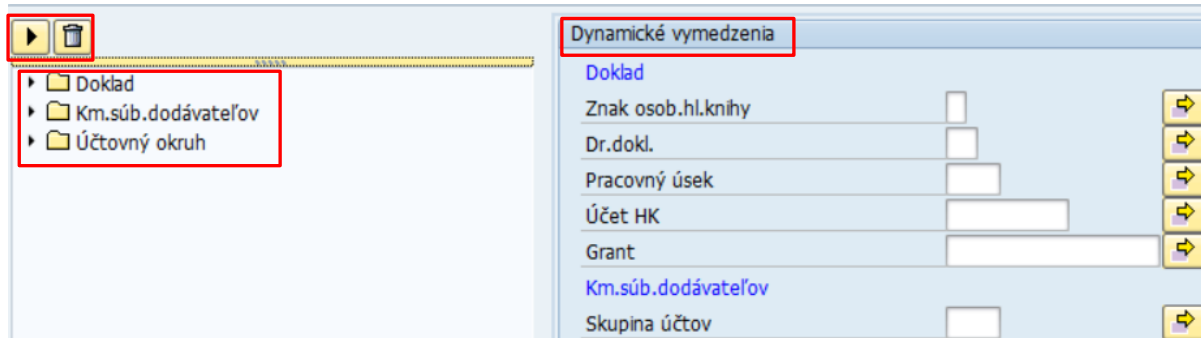 Doklad
Km.súb.dodávateľov
Účtovný okruh
Dynamické vymedzenia
Doklad
Znak osob.hl.knihy
Dr.dokl.
Pracovný úsek
Účet HK
Grant
Km.súb.dodávateľov
Skupina účtov